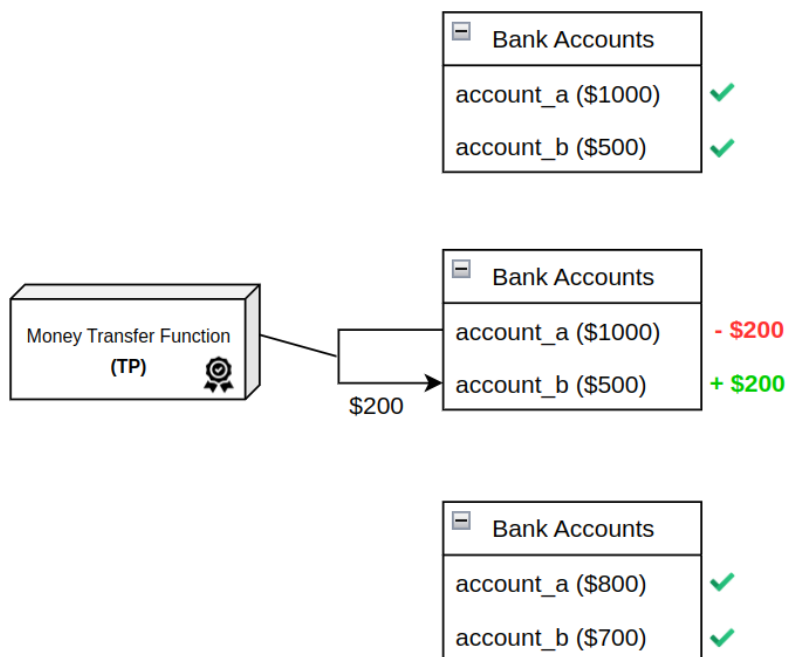 Bank Accounts
account_a ($1000)
account_b ($500)
Bank Accounts
account_a ($1000) - $200
account_b ($500) + $200
Money Transfer Function
(TP)
$200
Bank Accounts
account_a ($800)
account_b ($700)